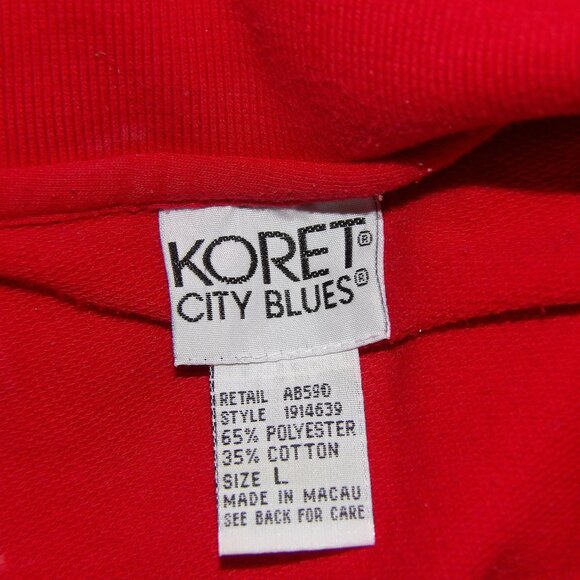 KORET®
CITY BLUES®
RETAIL AB590
STYLE 1914639
65% POLYESTER
35% COTTON
SIZE L
MADE IN MACAU
SEE BACK FOR CARE